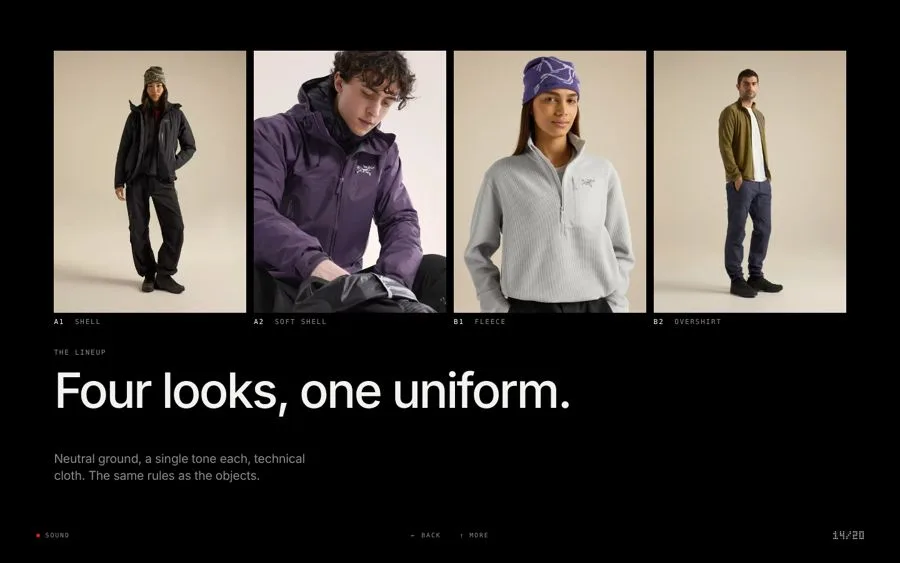 A1 SHELL
A2 SOFT SHELL
B1 FLEECE
B2 OVERSHIRT
THE LINEUP
Four looks, one uniform.
Neutral ground, a single tone each, technical
cloth. The same rules as the objects.
SOUND
← BACK
↑ MORE
14/20